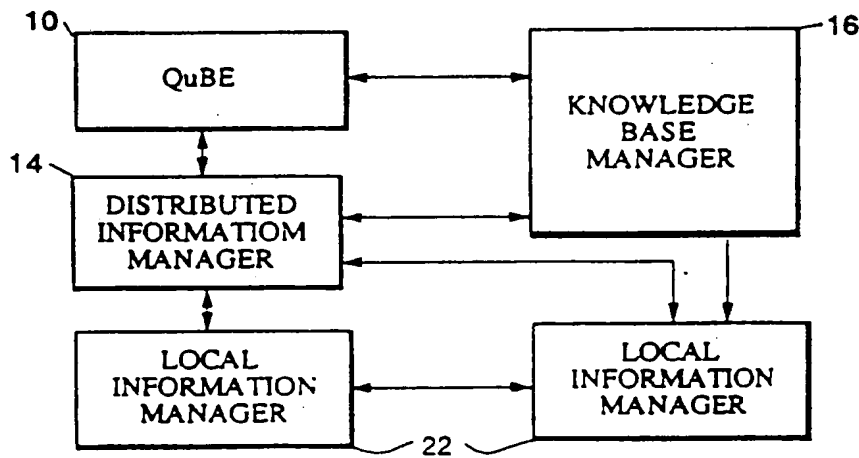 10
QuBE
16
KNOWLEDGE
BASE
MANAGER
14
DISTRIBUTED
INFORMATIOM
MANAGER
LOCAL
INFORMATION
MANAGER
LOCAL
INFORMATION
MANAGER
22